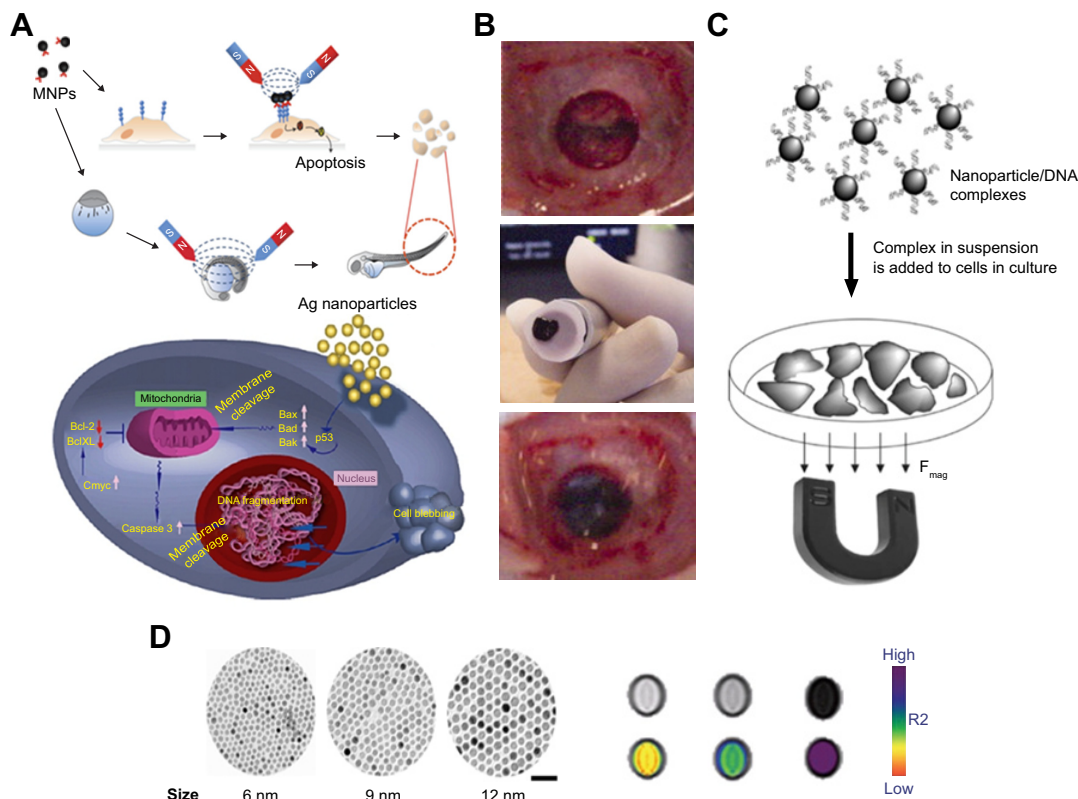 A
MNPs
S
N
N
S
Apoptosis
S
N
N
S
Ag nanoparticles
Mitochondria
Membrane
cleavage
Bcl-2
BclXL
Bax
Bad
Bak
p53
Cmyc
Nucleus
DNA fragmentation
Cell blebbing
Caspase 3
Membrane
cleavage
B
C
Nanoparticle/DNA
complexes
Complex in suspension
is added to cells in culture
Fmag
N
D
High
R2
Low
Size
6 nm
9 nm
12 nm